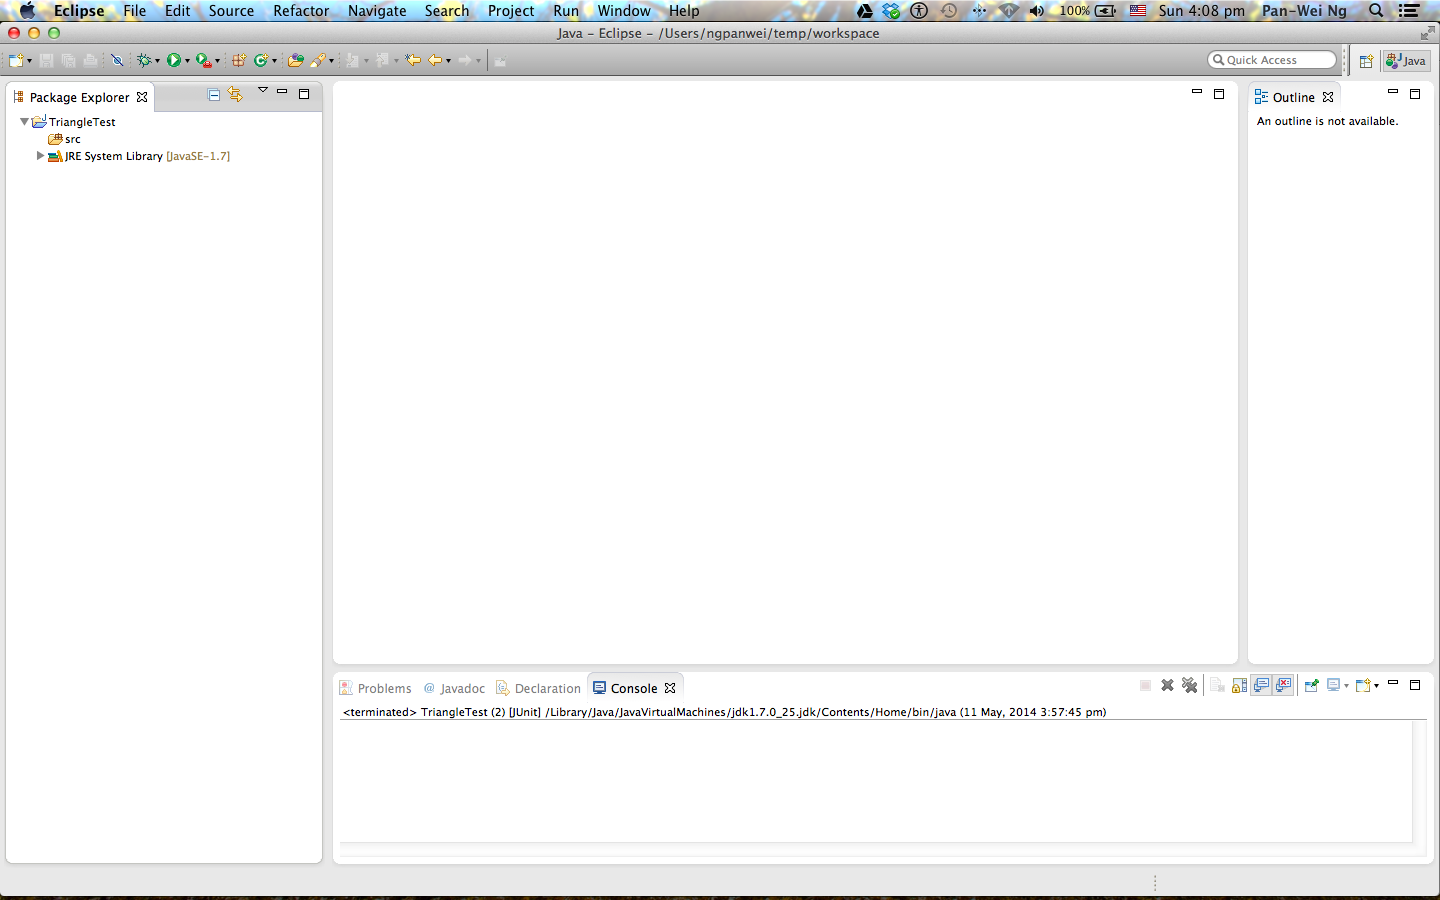 Eclipse File Edit Source Refactor Navigate Search Project Run Window Help 100% Sun 4:08 pm Pan-Wei Ng
Java – Eclipse – /Users/ngpanwei/temp/workspace
Quick Access Java
Package Explorer
TriangleTest
src
JRE System Library [JavaSE-1.7]
Outline
An outline is not available.
Problems @ Javadoc Declaration Console
<terminated> TriangleTest (2) [JUnit] /Library/Java/JavaVirtualMachines/jdk1.7.0_25.jdk/Contents/Home/bin/java (11 May, 2014 3:57:45 pm)